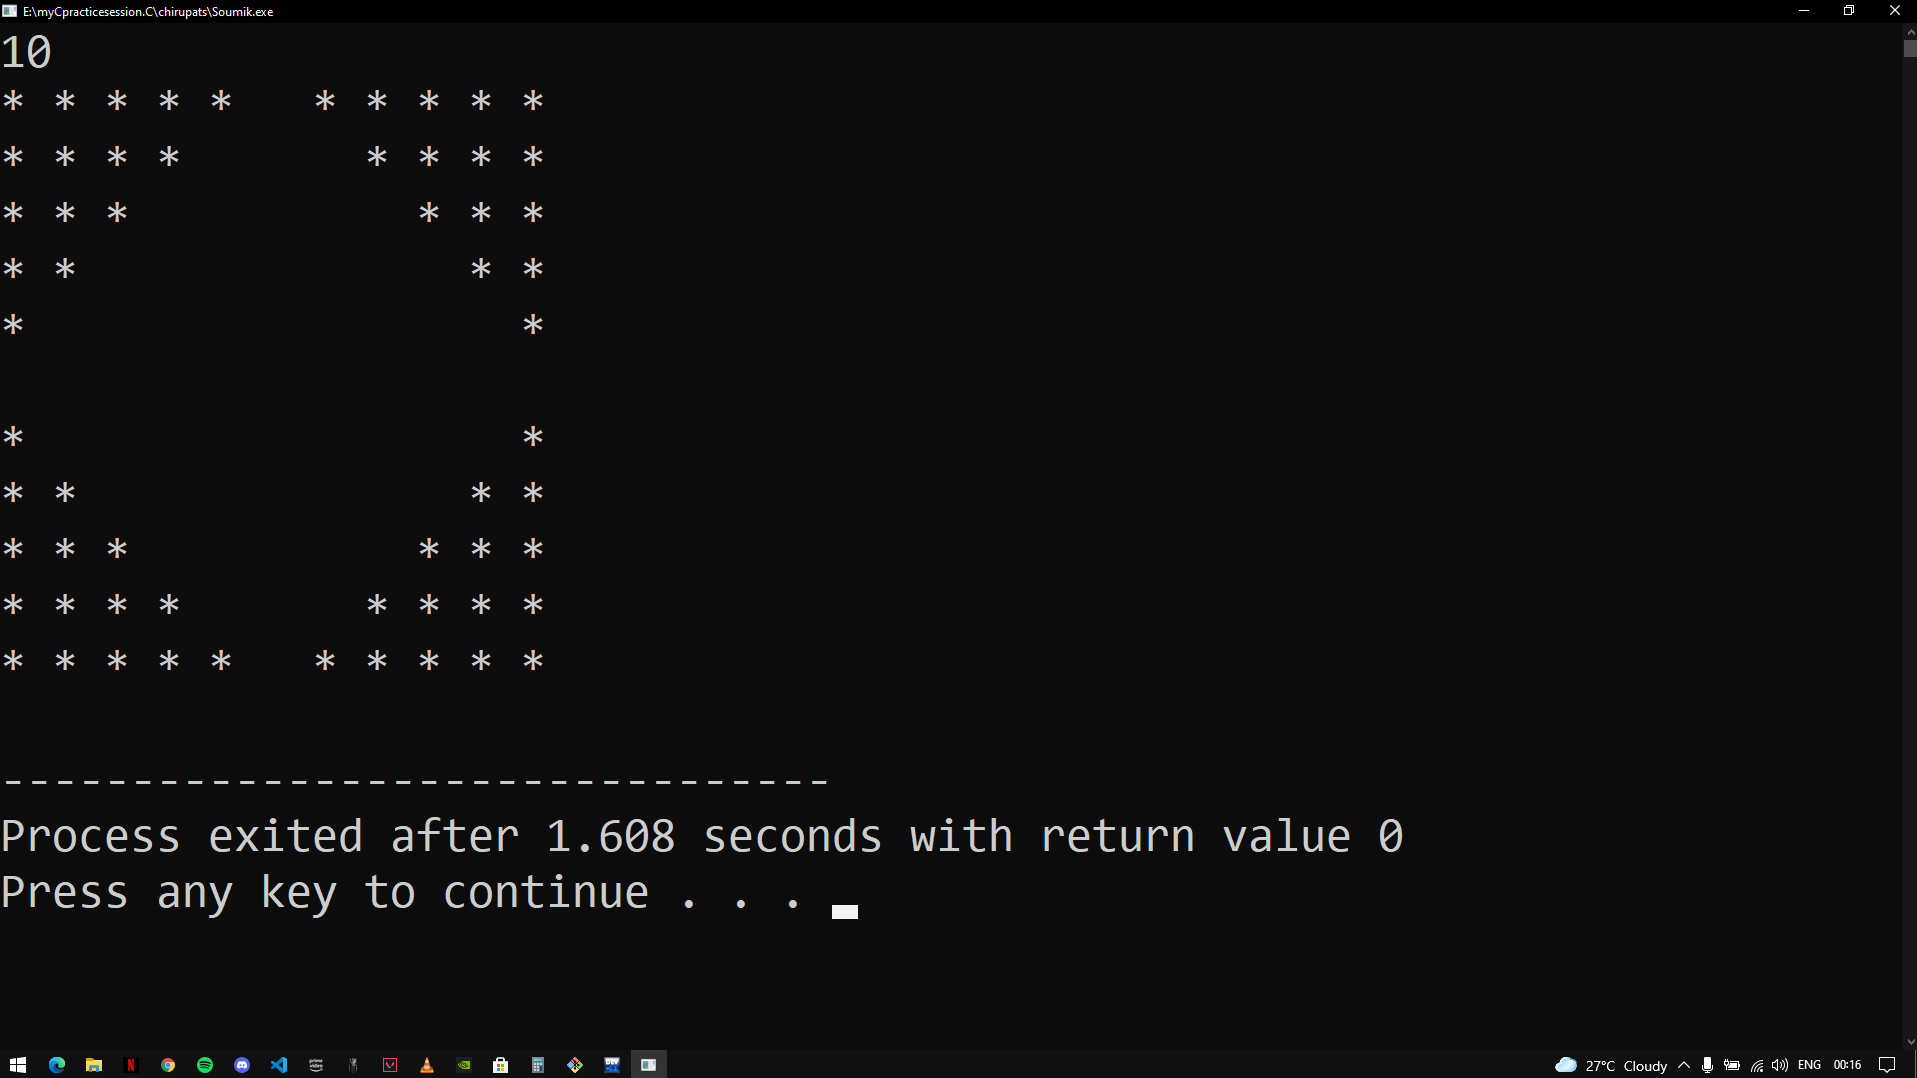 E:\myCpracticesession.C\chirupats\Soumik.exe
10
* * * * *   * * * * *
* * * *       * * * *
* * *           * * *
* *               * *
*                   *

*                   *
* *               * *
* * *           * * *
* * * *       * * * *
* * * * *   * * * * *

--------------------------------
Process exited after 1.608 seconds with return value 0
Press any key to continue . . .
27°C Cloudy ENG 00:16